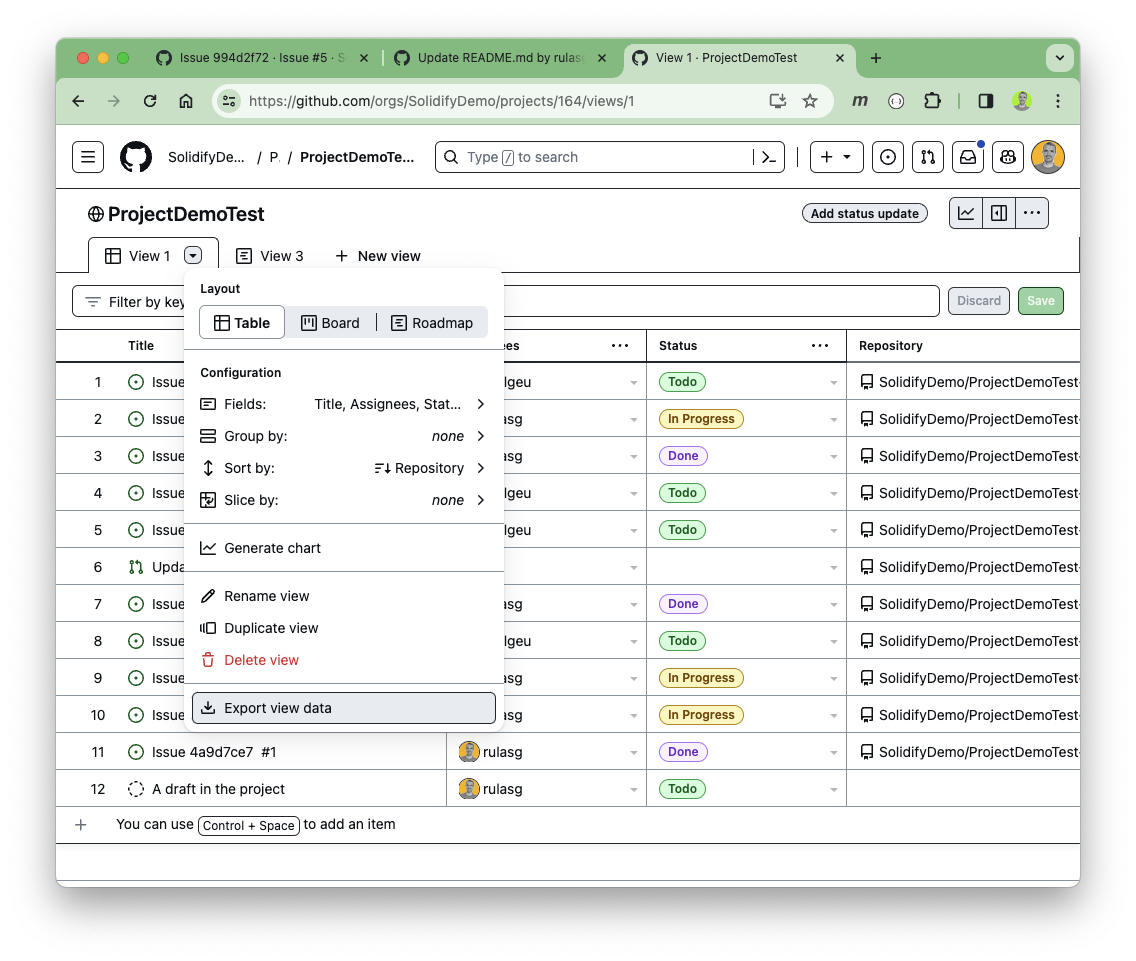 Issue 994d2f72 · Issue #5 · S
Update README.md by rulasg
View 1 · ProjectDemoTest
https://github.com/orgs/SolidifyDemo/projects/164/views/1
m
SolidifyDe... / P. / ProjectDemoTe...
Type / to search
ProjectDemoTest
Add status update
View 1
View 3
New view
Filter by key
Discard
Save
Layout
Table
Board
Roadmap
Configuration
Fields: Title, Assignees, Stat...
Group by: none
Sort by: Repository
Slice by: none
Generate chart
Rename view
Duplicate view
Delete view
Export view data
Title ees Status Repository
1 Issue lgeu Todo SolidifyDemo/ProjectDemoTest-
2 Issue asg In Progress SolidifyDemo/ProjectDemoTest-
3 Issue asg Done SolidifyDemo/ProjectDemoTest-
4 Issue lgeu Todo SolidifyDemo/ProjectDemoTest-
5 Issue lgeu Todo SolidifyDemo/ProjectDemoTest-
6 Upda SolidifyDemo/ProjectDemoTest-
7 Issue asg Done SolidifyDemo/ProjectDemoTest-
8 Issue lgeu Todo SolidifyDemo/ProjectDemoTest-
9 Issue asg In Progress SolidifyDemo/ProjectDemoTest-
10 Issue asg In Progress SolidifyDemo/ProjectDemoTest-
11 Issue 4a9d7ce7 #1 rulasg Done SolidifyDemo/ProjectDemoTest-
12 A draft in the project rulasg Todo
You can use Control + Space to add an item